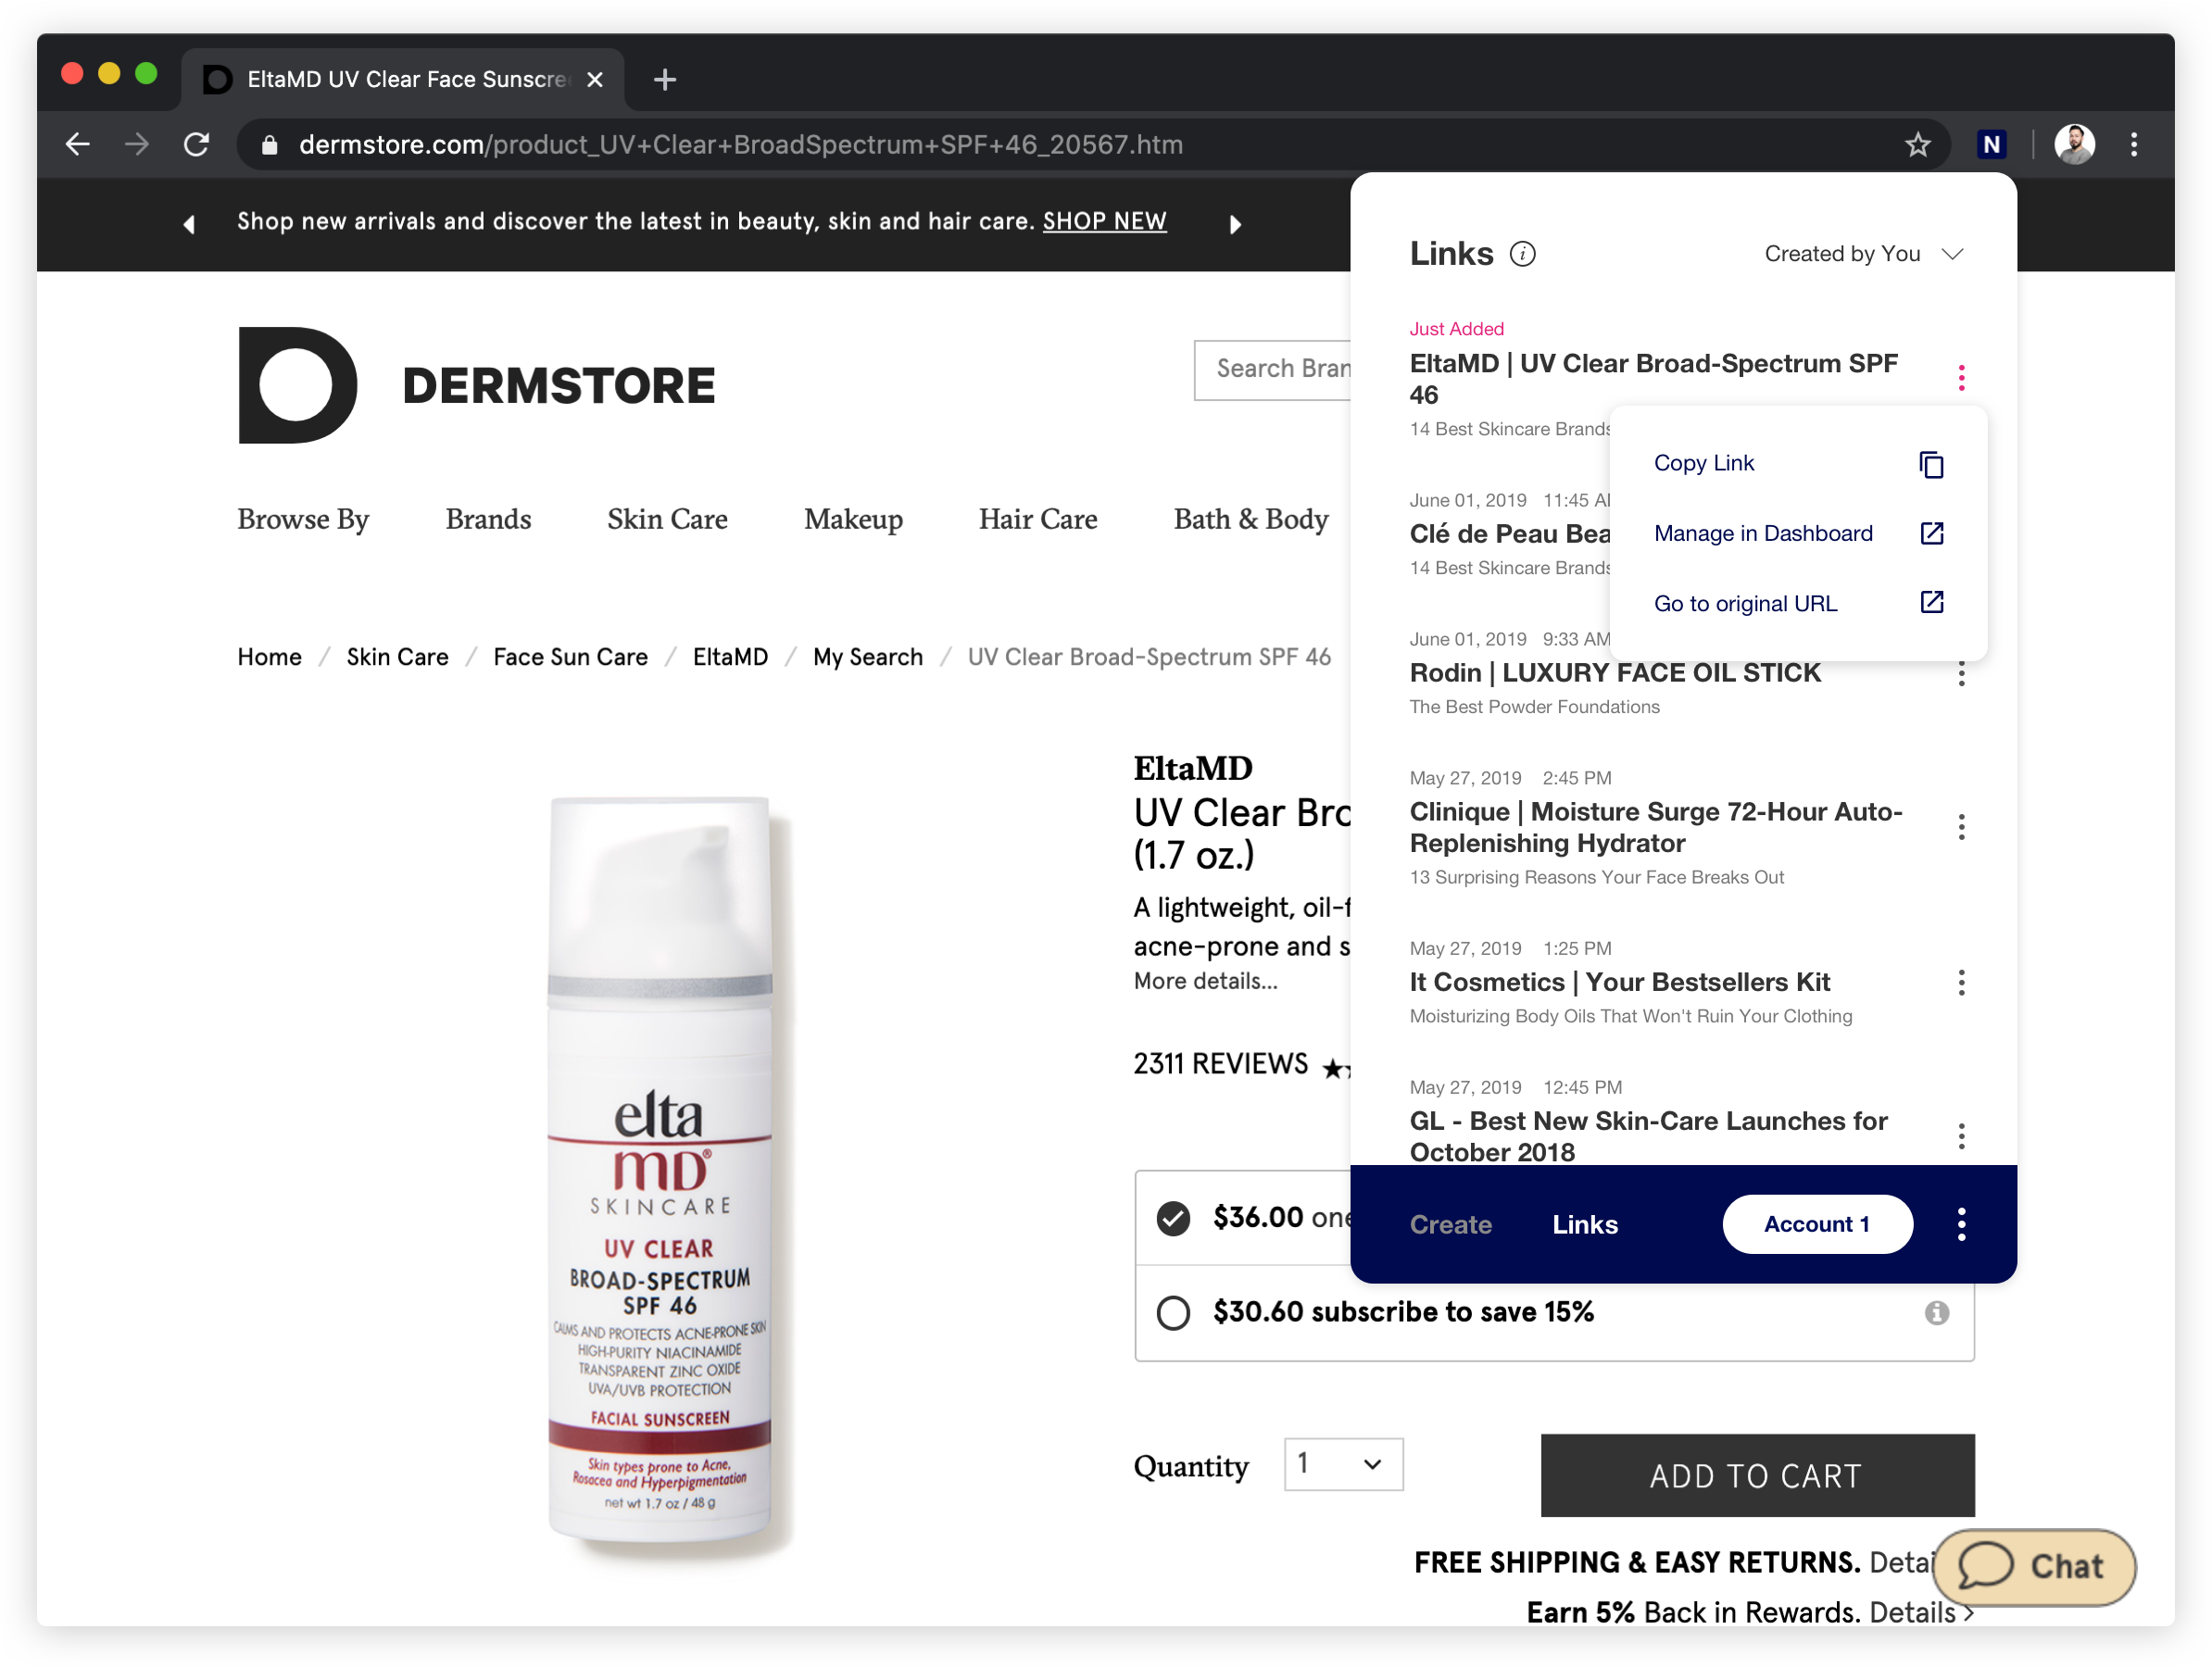 EltaMD UV Clear Face Sunscre
dermstore.com/product_UV+Clear+BroadSpectrum+SPF+46_20567.htm
N
Shop new arrivals and discover the latest in beauty, skin and hair care. SHOP NEW
DERMSTORE
Search Bran
Browse By
Brands
Skin Care
Makeup
Hair Care
Bath & Body
Home / Skin Care / Face Sun Care / EltaMD / My Search / UV Clear Broad-Spectrum SPF 46
elta
MD®
SKINCARE
UV CLEAR
BROAD-SPECTRUM
SPF 46
CALMS AND PROTECTS ACNE-PRONE SKIN
HIGH-PURITY NIACINAMIDE
TRANSPARENT ZINC OXIDE
UVA/UVB PROTECTION
FACIAL SUNSCREEN
Skin types prone to Acne,
Rosacea and Hyperpigmentation
net wt 1.7 oz / 48 g
EltaMD
UV Clear Bro
(1.7 oz.)
A lightweight, oil-f
acne-prone and s
More details...
2311 REVIEWS
$36.00 one
$30.60 subscribe to save 15%
Quantity
1
ADD TO CART
FREE SHIPPING & EASY RETURNS. Detai
Earn 5% Back in Rewards. Details >
Chat
Links
Created by You
Just Added
EltaMD | UV Clear Broad-Spectrum SPF
46
14 Best Skincare Brands
Copy Link
Manage in Dashboard
Go to original URL
June 01, 2019 11:45 A
Clé de Peau Bea
14 Best Skincare Brands
June 01, 2019 9:33 AM
Rodin | LUXURY FACE OIL STICK
The Best Powder Foundations
May 27, 2019 2:45 PM
Clinique | Moisture Surge 72-Hour Auto-
Replenishing Hydrator
13 Surprising Reasons Your Face Breaks Out
May 27, 2019 1:25 PM
It Cosmetics | Your Bestsellers Kit
Moisturizing Body Oils That Won't Ruin Your Clothing
May 27, 2019 12:45 PM
GL - Best New Skin-Care Launches for
October 2018
Create
Links
Account 1